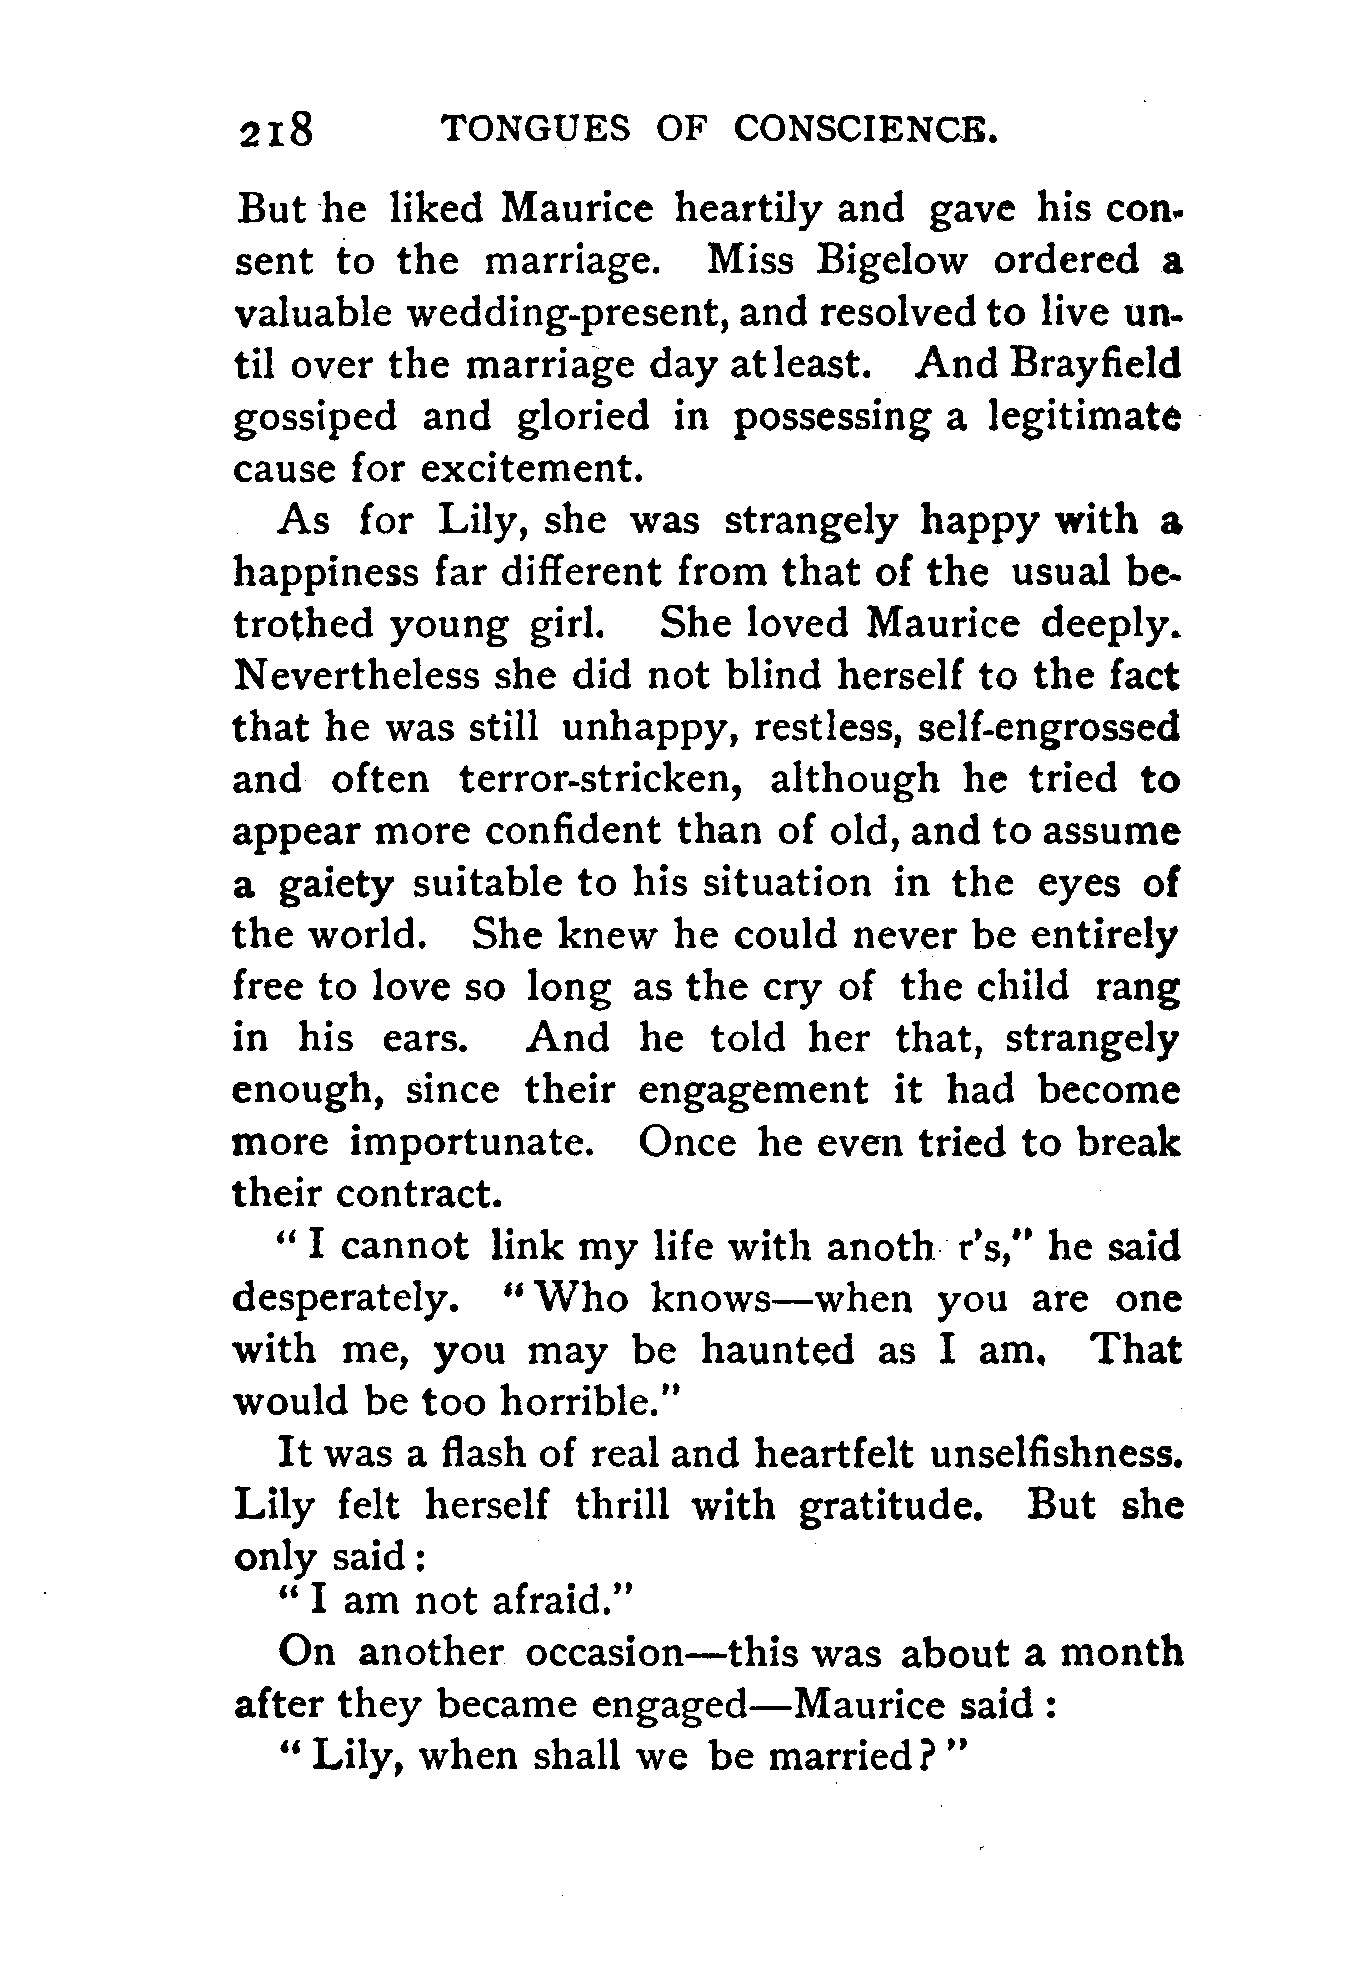 218 TONGUES OF CONSCIENCE.
But he liked Maurice heartily and gave his con-
sent to the marriage. Miss Bigelow ordered a
valuable wedding-present, and resolved to live un-
til over the marriage day at least. And Brayfield
gossiped and gloried in possessing a legitimate
cause for excitement.
As for Lily, she was strangely happy with a
happiness far different from that of the usual be-
trothed young girl. She loved Maurice deeply.
Nevertheless she did not blind herself to the fact
that he was still unhappy, restless, self-engrossed
and often terror-stricken, although he tried to
appear more confident than of old, and to assume
a gaiety suitable to his situation in the eyes of
the world. She knew he could never be entirely
free to love so long as the cry of the child rang
in his ears. And he told her that, strangely
enough, since their engagement it had become
more importunate. Once he even tried to break
their contract.
" I cannot link my life with anoth r's," he said
desperately. " Who knows—when you are one
with me, you may be haunted as I am. That
would be too horrible."
It was a flash of real and heartfelt unselfishness.
Lily felt herself thrill with gratitude. But she
only said :
" I am not afraid."
On another occasion—this was about a month
after they became engaged—Maurice said :
" Lily, when shall we be married? "